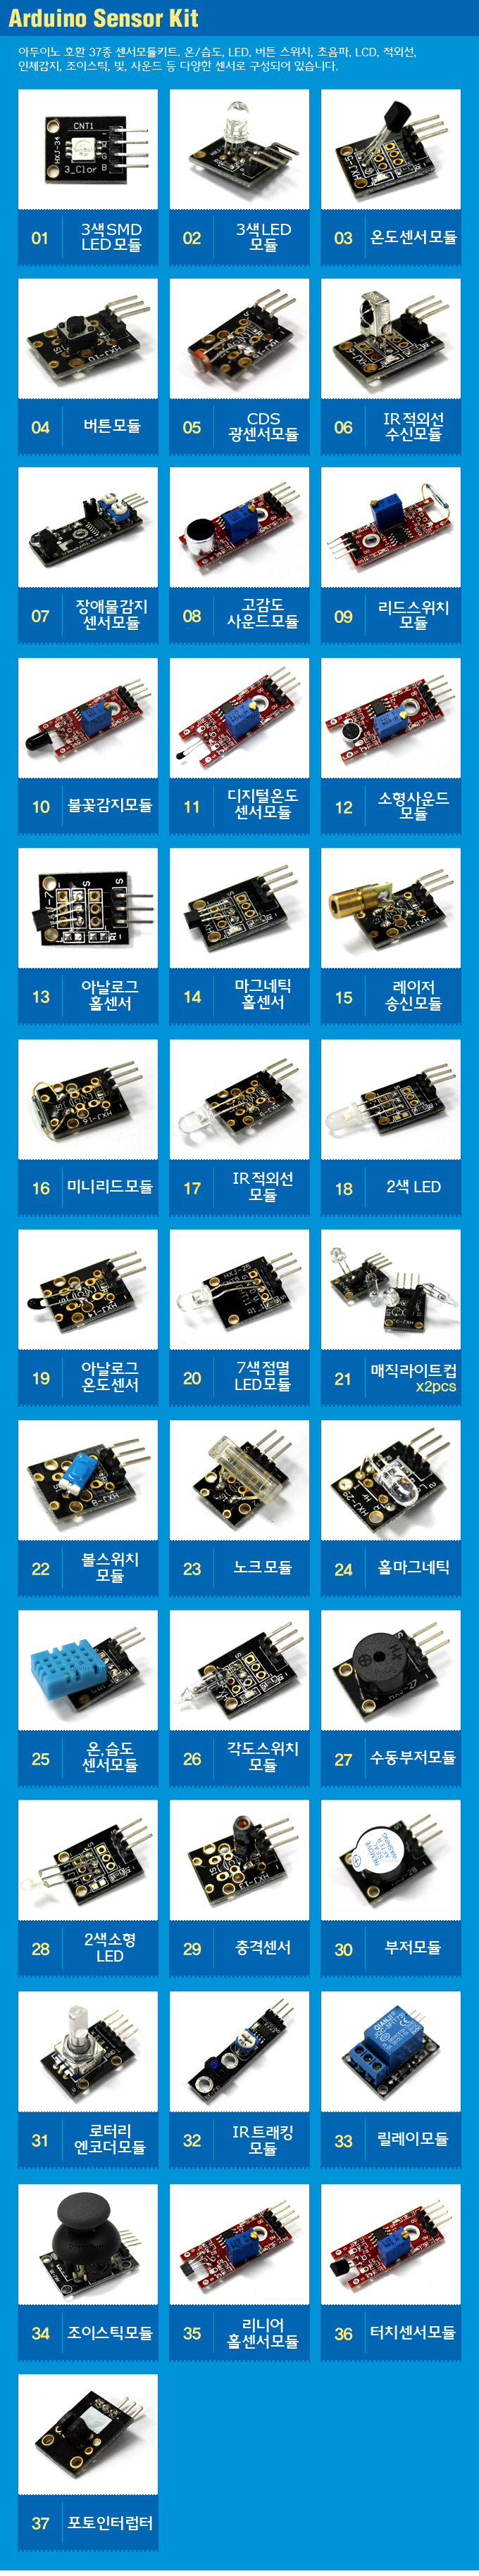 Arduino Sensor Kit
아두이노 호환 37종 센서모듈키트. 온/습도, LED, 버튼 스위치, 초음파, LCD, 적외선,
인체감지, 조이스틱, 빛, 사운드 등 다양한 센서로 구성되어 있습니다.
CNT1
HXJ-34
R
G
B
3_Clor
01
3색SMD
LED모듈
02
3색LED
모듈
03
온도센서모듈
04
버튼모듈
05
CDS
광센서모듈
06
IR적외선
수신모듈
07
장애물감지
센서모듈
08
고감도
사운드모듈
09
리드스위치
모듈
10
불꽃감지모듈
11
디지털온도
센서모듈
12
소형사운드
모듈
13
아날로그
홀센서
14
마그네틱
홀센서
15
레이저
송신모듈
16
미니리드모듈
17
IR적외선
모듈
18
2색 LED
19
아날로그
온도센서
HXJ-25
20
7색점멸
LED모듈
21
매직라이트컵
x2pcs
22
볼스위치
모듈
23
노크모듈
24
홀마그네틱
25
온.습도
센서모듈
26
각도스위치
모듈
27
수동부저모듈
28
2색소형
LED
29
충격센서
REMOVE
SEAL
AFTER
WASHING
30
부저모듈
31
로터리
엔코더모듈
32
IR트래킹
모듈
QIANJI
33
릴레이모듈
34
조이스틱모듈
35
리니어
홀센서모듈
36
터치센서모듈
37
포토인터럽터